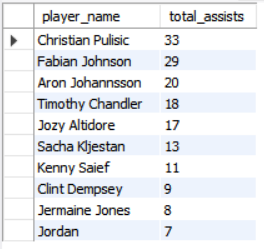 player_name total_assists
Christian Pulisic 33
Fabian Johnson 29
Aron Johannsson 20
Timothy Chandler 18
Jozy Altidore 17
Sacha Kljestan 13
Kenny Saief 11
Clint Dempsey 9
Jermaine Jones 8
Jordan 7